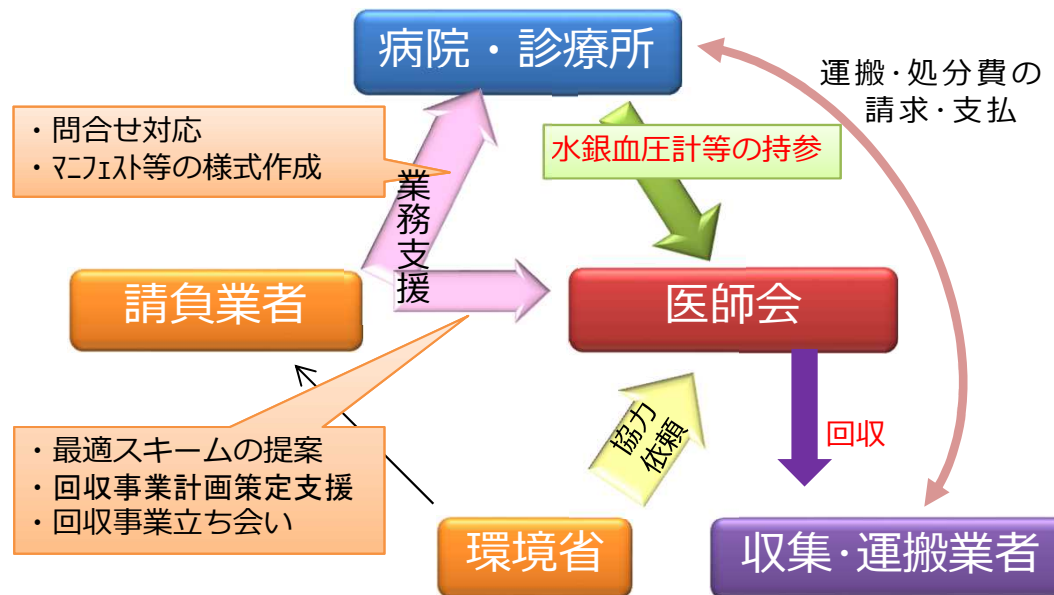 病院・診療所
運搬・処分費の
請求・支払
・問合せ対応
・ﾏﾆﾌｪｽﾄ等の様式作成
水銀血圧計等の持参
業務支援
請負業者
医師会
・最適スキームの提案
・回収事業計画策定支援
・回収事業立ち会い
協力
依頼
回収
環境省
収集・運搬業者